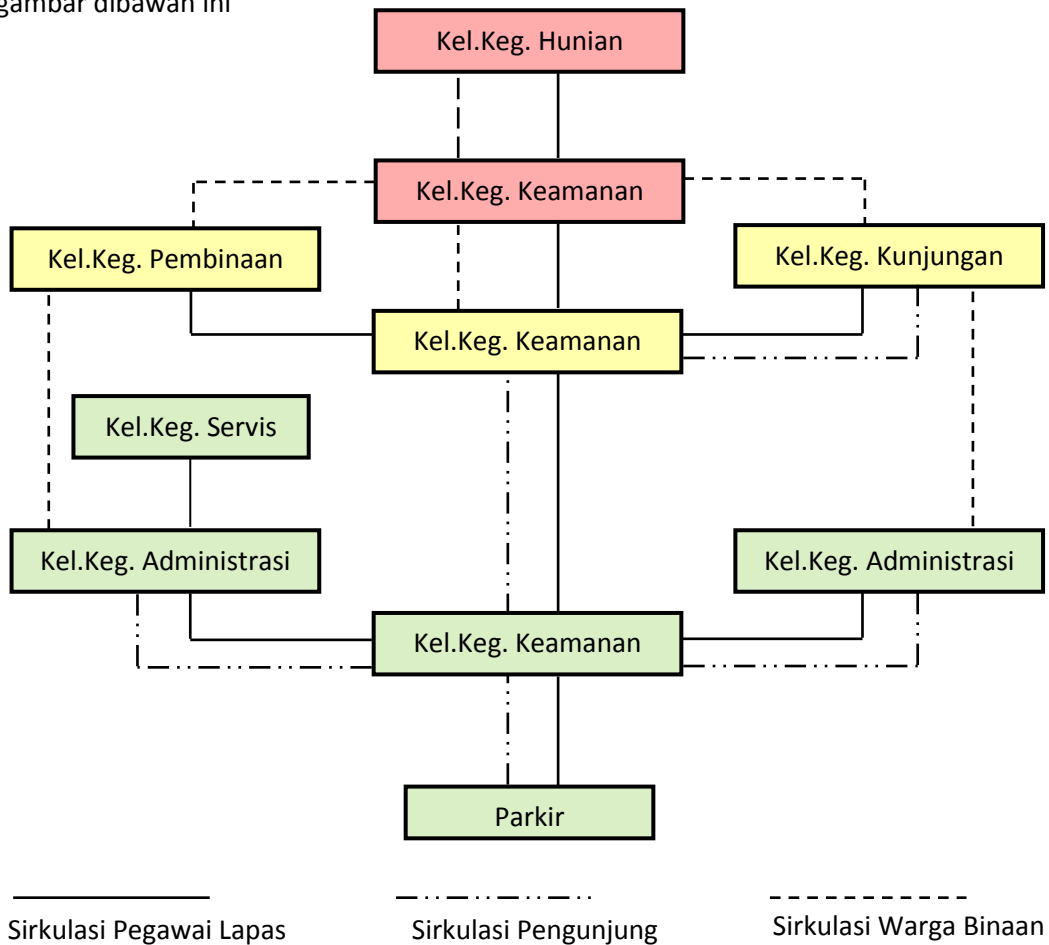 gambar dibawah ini
Kel.Keg. Hunian
Kel.Keg. Keamanan
Kel.Keg. Pembinaan
Kel.Keg. Kunjungan
Kel.Keg. Keamanan
Kel.Keg. Servis
Kel.Keg. Administrasi
Kel.Keg. Administrasi
Kel.Keg. Keamanan
Parkir
Sirkulasi Pegawai Lapas
Sirkulasi Pengunjung
Sirkulasi Warga Binaan